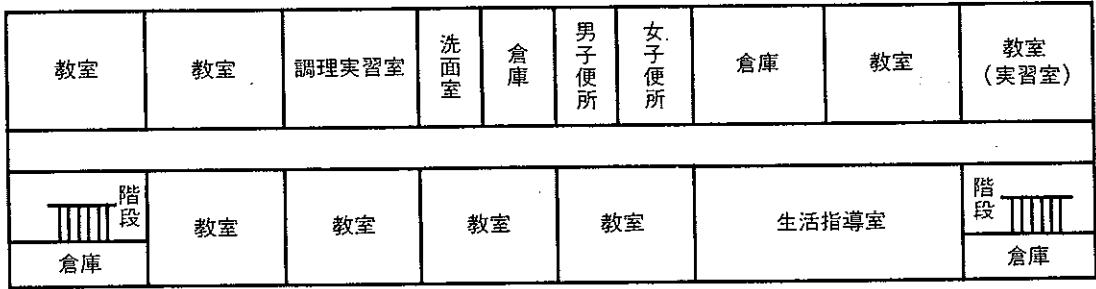 教室
教室
調理実習室
洗面室
倉庫
男子便所
女子便所
倉庫
教室
教室
(実習室)
階段
倉庫
教室
教室
教室
教室
生活指導室
階段
倉庫